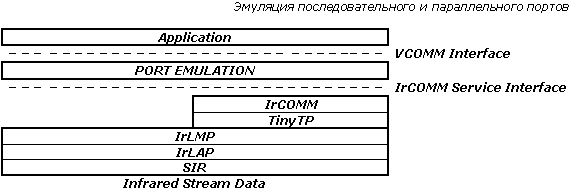 Эмуляция последовательного и параллельного портов
Application
VCOMM Interface
PORT EMULATION
IrCOMM Service Interface
IrCOMM
TinyTP
IrLMP
IrLAP
SIR
Infrared Stream Data